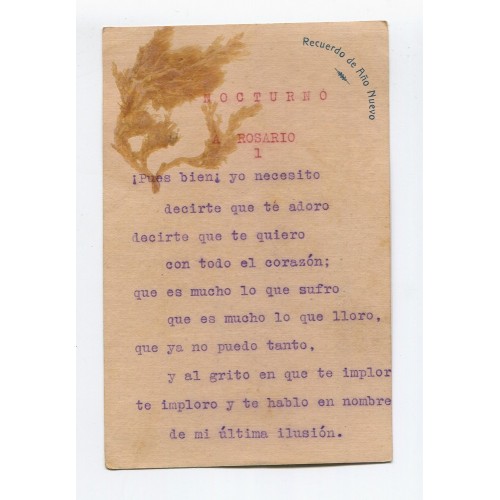 Recuerdo de Año Nuevo
NOCTURNO
A ROSARIO
1
¡Pues bien¡ yo necesito
decirte que te adoro
decirte que te quiero
con todo el corazón;
que es mucho lo que sufro
que es mucho lo que lloro,
que ya no puedo tanto,
y al grito en que te implor
te imploro y te hablo en nombre
de mi última ilusión.